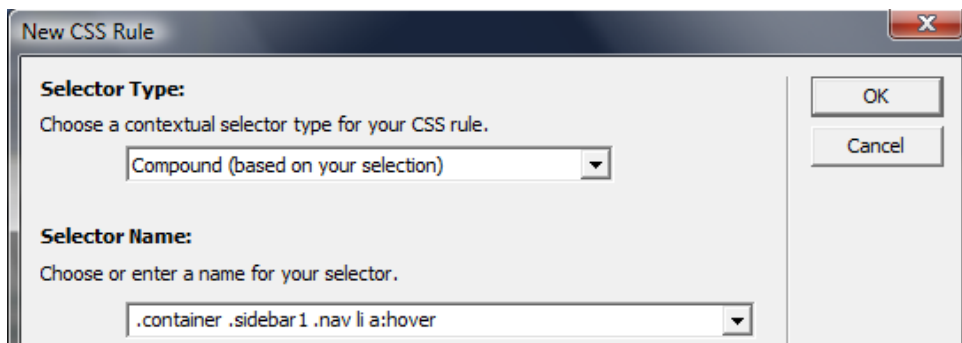 New CSS Rule
X
Selector Type:
OK
Choose a contextual selector type for your CSS rule.
Cancel
Compound (based on your selection)
Selector Name:
Choose or enter a name for your selector.
.container .sidebar1 .nav li a:hover